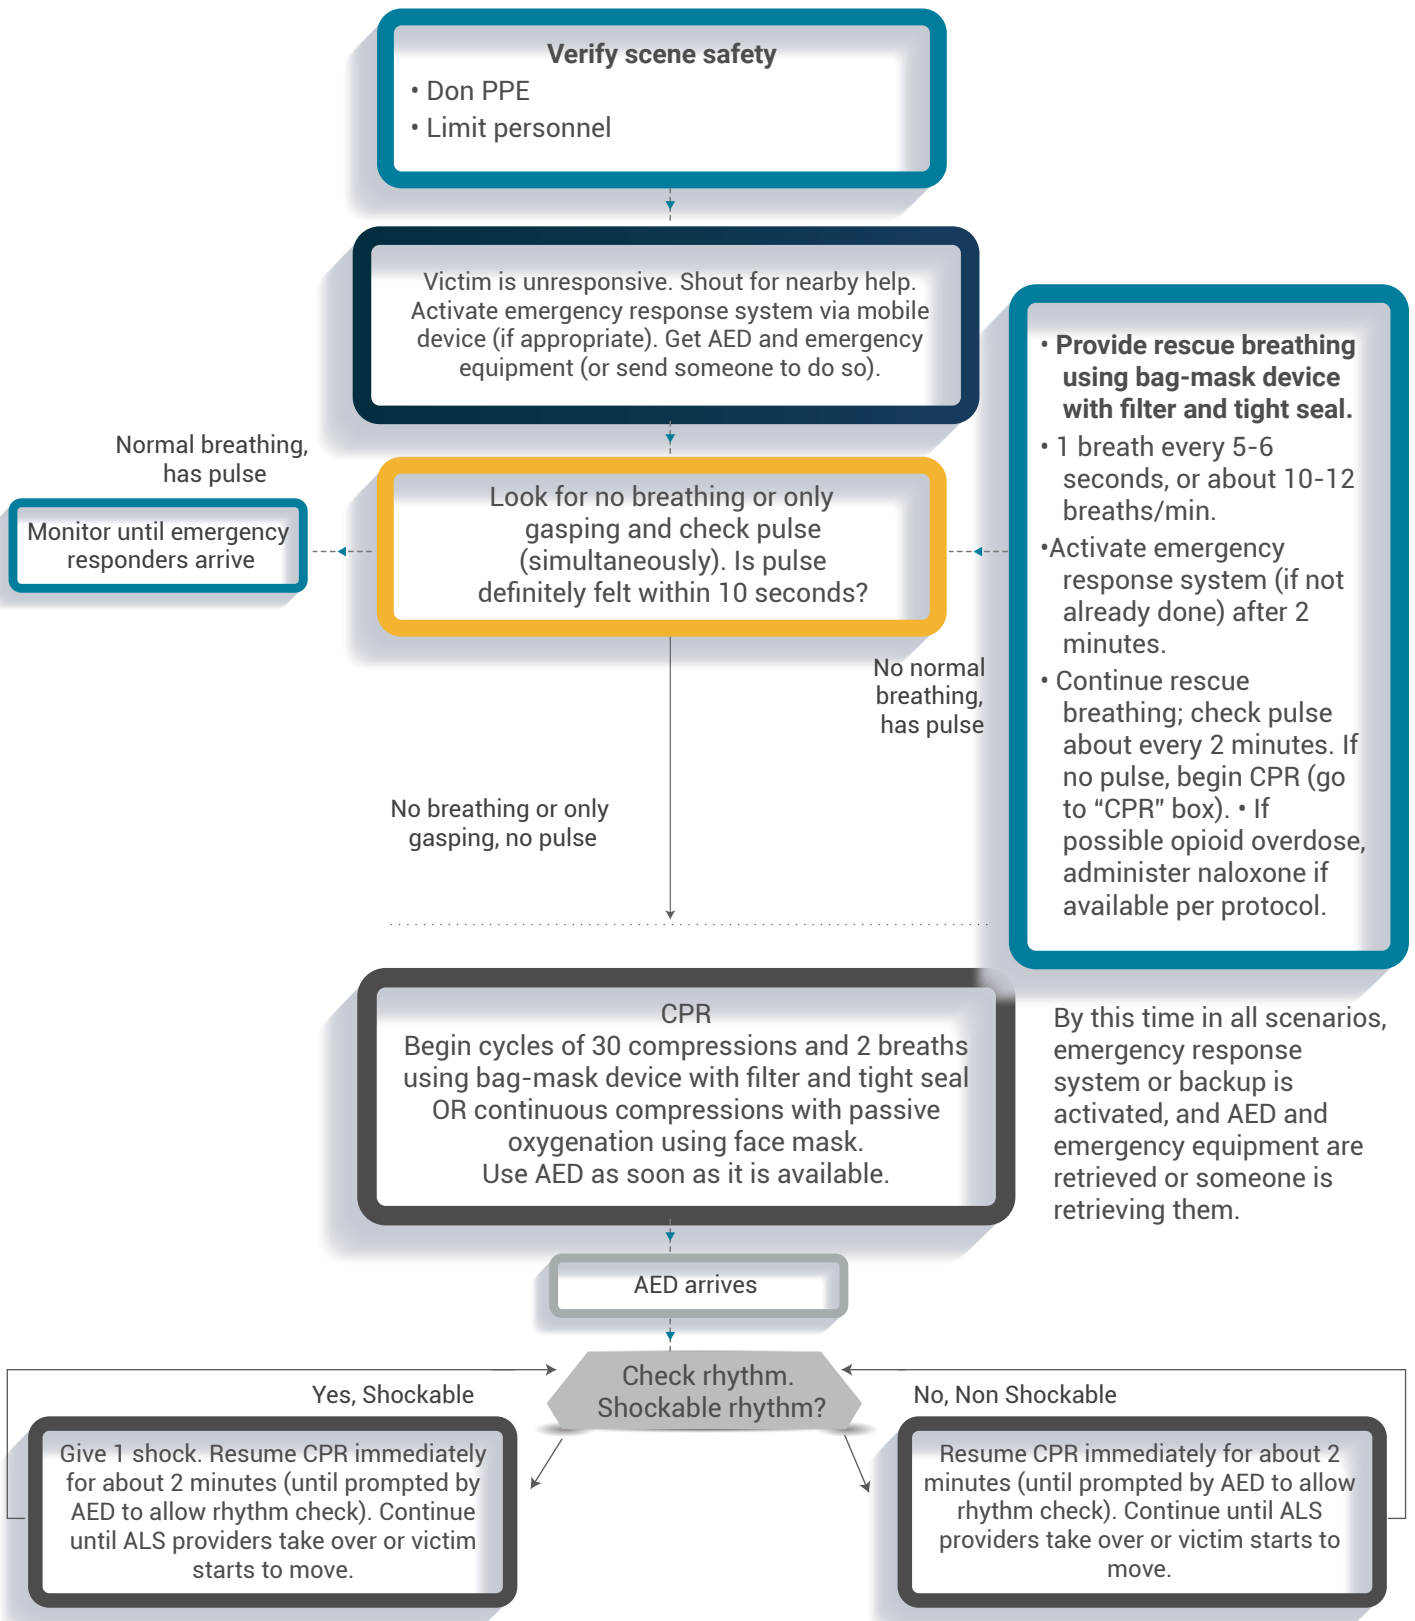 Verify scene safety
• Don PPE
• Limit personnel
Victim is unresponsive. Shout for nearby help.
Activate emergency response system via mobile
device (if appropriate). Get AED and emergency
equipment (or send someone to do so).
Normal breathing,
has pulse
Monitor until emergency
responders arrive
Look for no breathing or only
gasping and check pulse
(simultaneously). Is pulse
definitely felt within 10 seconds?
No normal
breathing,
has pulse
• Provide rescue breathing
using bag-mask device
with filter and tight seal.
• 1 breath every 5-6
seconds, or about 10-12
breaths/min.
•Activate emergency
response system (if not
already done) after 2
minutes.
• Continue rescue
breathing; check pulse
about every 2 minutes. If
no pulse, begin CPR (go
to “CPR” box). • If
possible opioid overdose,
administer naloxone if
available per protocol.
No breathing or only
gasping, no pulse
By this time in all scenarios,
emergency response
system or backup is
activated, and AED and
emergency equipment are
retrieved or someone is
retrieving them.
CPR
Begin cycles of 30 compressions and 2 breaths
using bag-mask device with filter and tight seal
OR continuous compressions with passive
oxygenation using face mask.
Use AED as soon as it is available.
AED arrives
Check rhythm.
Shockable rhythm?
Yes, Shockable
Give 1 shock. Resume CPR immediately
for about 2 minutes (until prompted by
AED to allow rhythm check). Continue
until ALS providers take over or victim
starts to move.
No, Non Shockable
Resume CPR immediately for about 2
minutes (until prompted by AED to allow
rhythm check). Continue until ALS
providers take over or victim starts to
move.